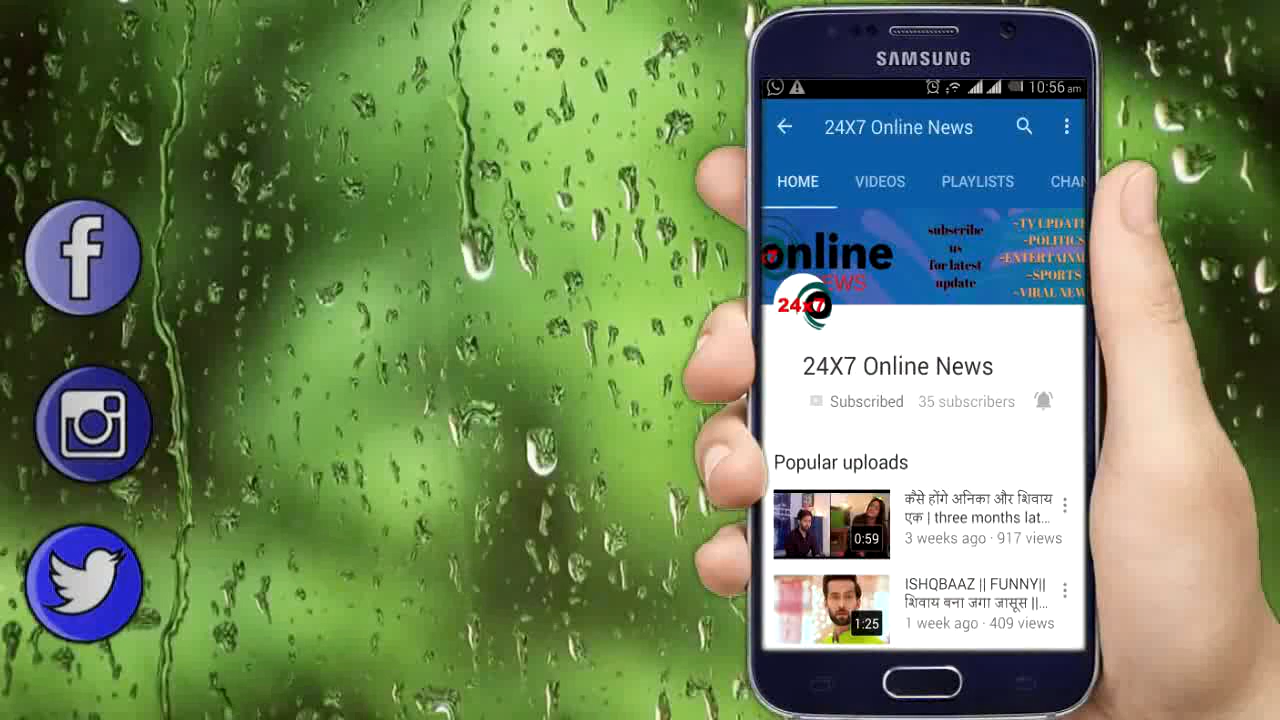 SAMSUNG
10:56 am
24X7 Online News
HOME VIDEOS PLAYLISTS CHAN
online
NEWS
subscribe
us
for latest
update
~TV UPDATE
~POLITICS
~ENTERTAINM
~SPORTS
~VIRAL NEW
24x7
24X7 Online News
Subscribed 35 subscribers
Popular uploads
कैसे होंगे अनिका और शिवाय
एक | three months lat...
3 weeks ago · 917 views
0:59
ISHQBAAZ || FUNNY||
शिवाय बना जगा जासूस ||...
1 week ago · 409 views
1:25